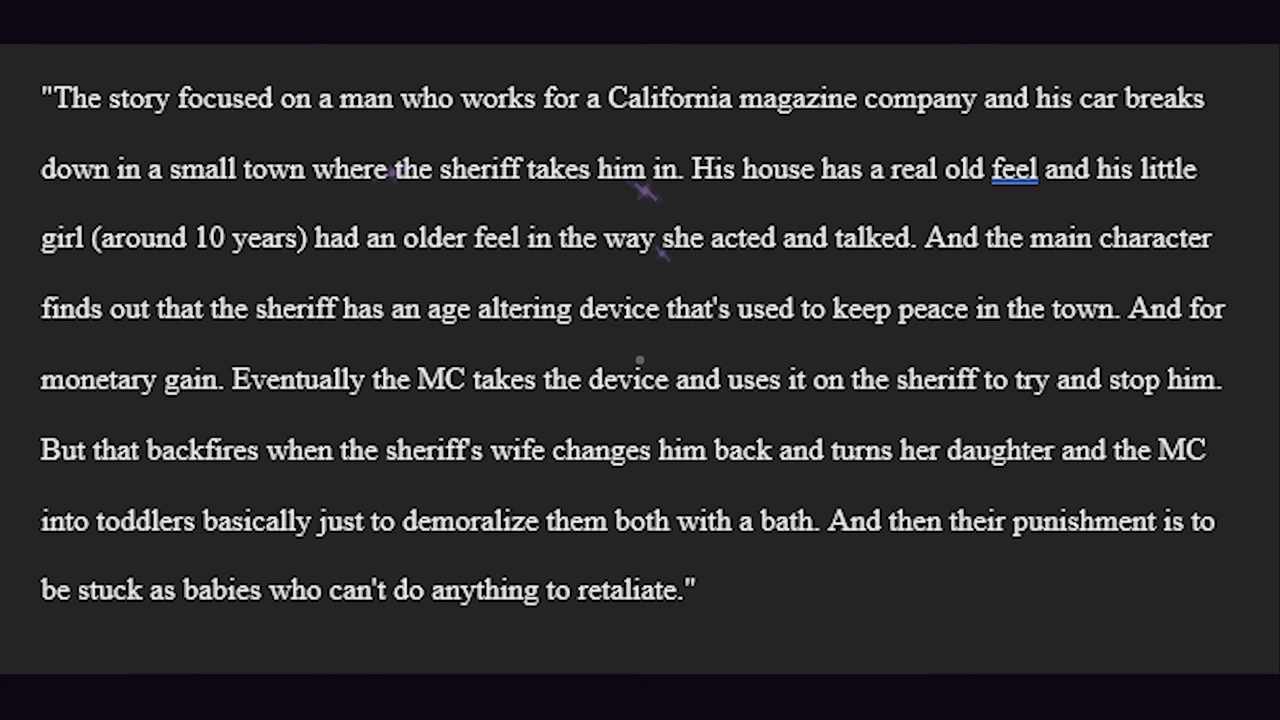 "The story focused on a man who works for a California magazine company and his car breaks
down in a small town where the sheriff takes him in. His house has a real old feel and his little
girl (around 10 years) had an older feel in the way she acted and talked. And the main character
finds out that the sheriff has an age altering device that's used to keep peace in the town. And for
monetary gain. Eventually the MC takes the device and uses it on the sheriff to try and stop him.
But that backfires when the sheriff's wife changes him back and turns her daughter and the MC
into toddlers basically just to demoralize them both with a bath. And then their punishment is to
be stuck as babies who can't do anything to retaliate."